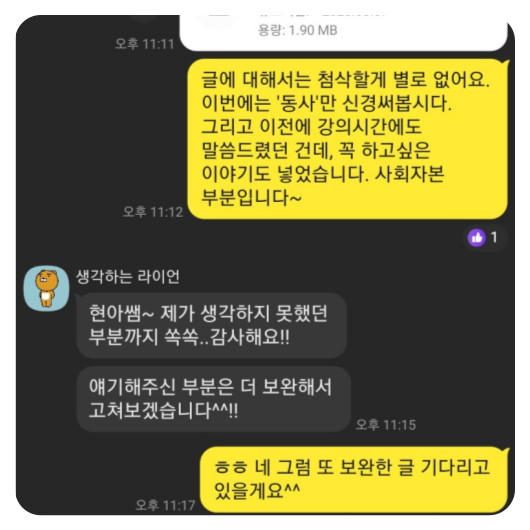 용량: 1.90 MB
오후 11:11
글에 대해서는 첨삭할게 별로 없어요.
이번에는 '동사'만 신경써봅시다.
그리고 이전에 강의시간에도
말씀드렸던 건데, 꼭 하고싶은
이야기도 넣었습니다. 사회자본
부분입니다~
오후 11:12
1
생각하는 라이언
현아쌤~ 제가 생각하지 못했던
부분까지 쏙쏙..감사해요!!
얘기해주신 부분은 더 보완해서
고쳐보겠습니다^^!!
오후 11:15
ㅎㅎ 네 그럼 또 보완한 글 기다리고
있을게요^^
오후 11:17